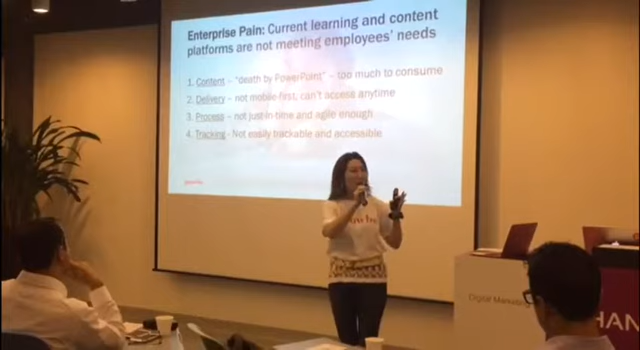 Enterprise Pain: Current learning and content
platforms are not meeting employees' needs
1. Content – "death by PowerPoint" – too much to consume
2. Delivery – not mobile-first, can't access anytime
3. Process – not just-in-time and agile enough
4. Tracking - Not easily trackable and accessible
Digital Marketing
HAN